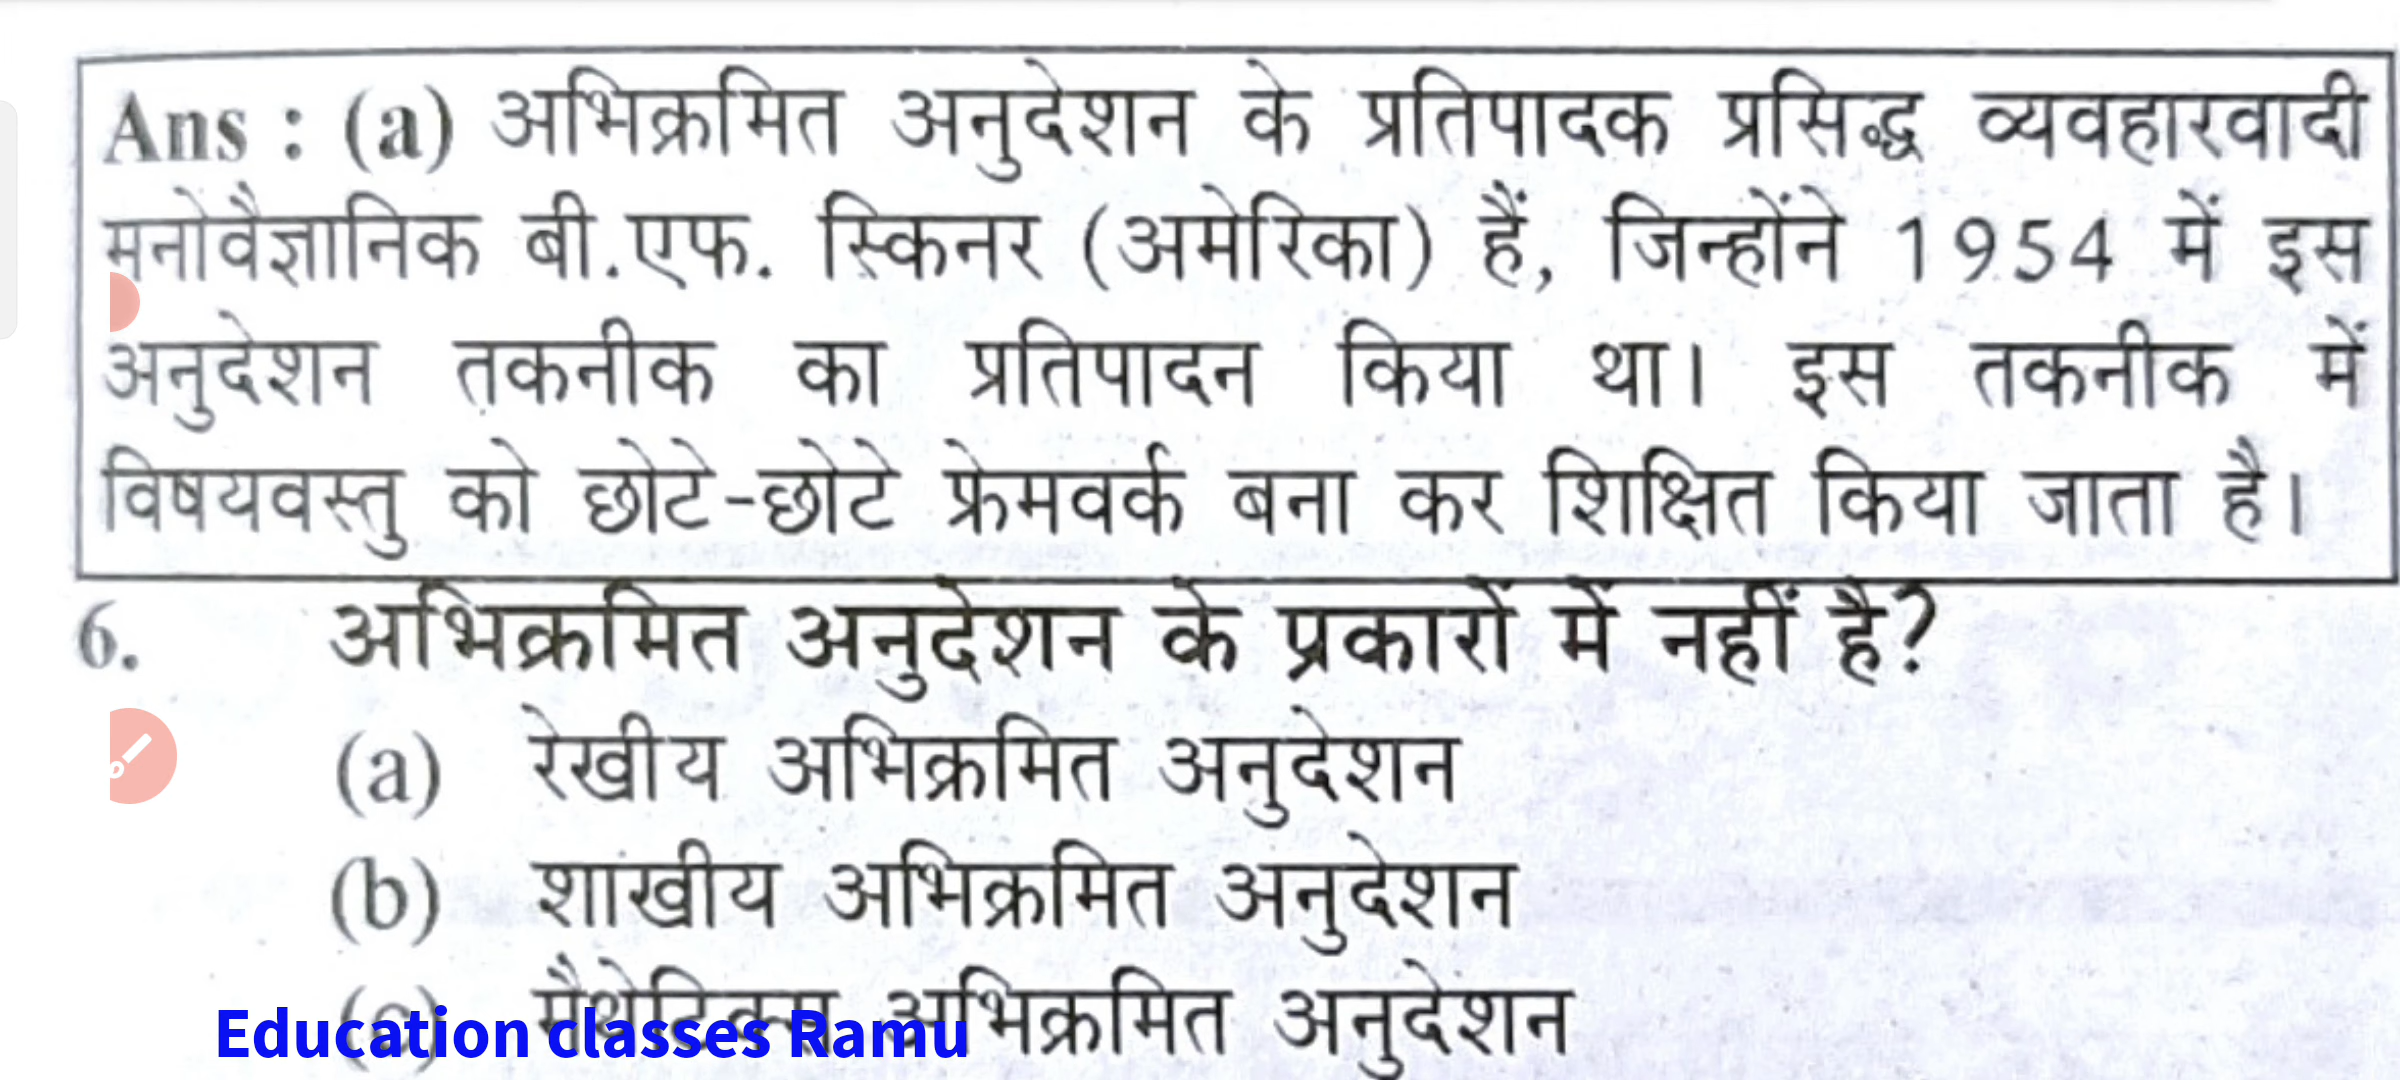 Ans : (a) अभिक्रमित अनुदेशन के प्रतिपादक प्रसिद्ध व्यवहारवादी
मनोवैज्ञानिक बी.एफ. स्किनर (अमेरिका) हैं, जिन्होंने 1954 में इस
अनुदेशन तकनीक का प्रतिपादन किया था। इस तकनीक में
विषयवस्तु को छोटे-छोटे फ्रेमवर्क बना कर शिक्षित किया जाता है।
6. अभिक्रमित अनुदेशन के प्रकारों में नहीं है?
(a) रेखीय अभिक्रमित अनुदेशन
(b) शाखीय अभिक्रमित अनुदेशन
(c) मैथेटिक्स अभिक्रमित अनुदेशन
Education classes Ramu